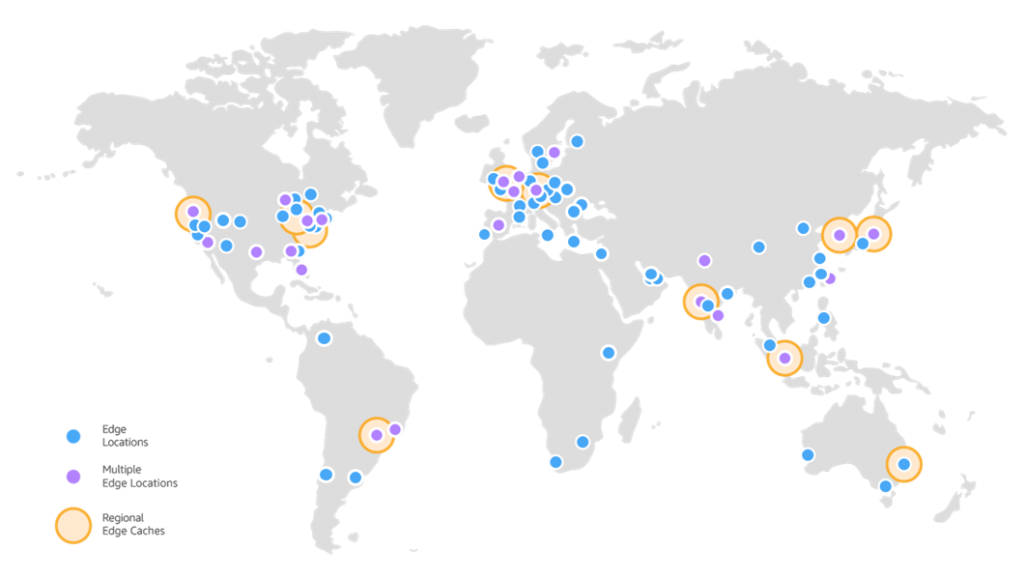 Edge
Locations
Multiple
Edge Locations
Regional
Edge Caches